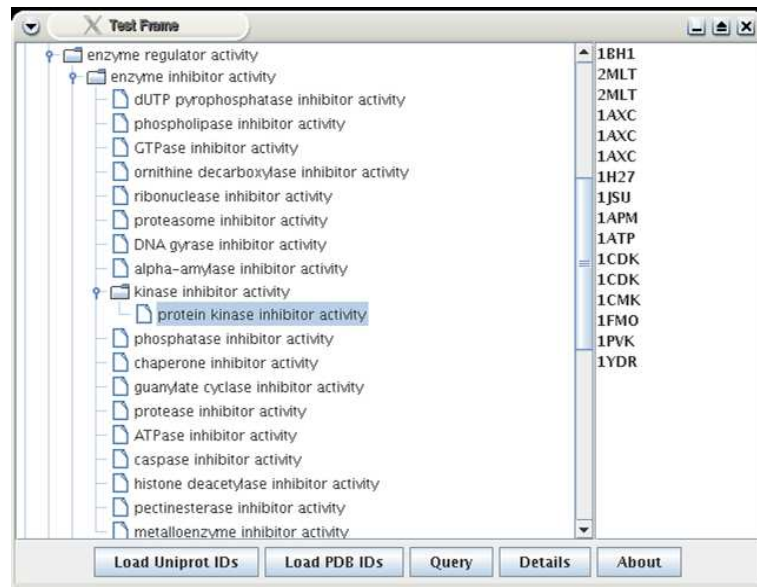 Test Frame
enzyme regulator activity
enzyme inhibitor activity
dUTP pyrophosphatase inhibitor activity
phospholipase inhibitor activity
GTPase inhibitor activity
ornithine decarboxylase inhibitor activity
ribonuclease inhibitor activity
proteasome inhibitor activity
DNA gyrase inhibitor activity
alpha-amylase inhibitor activity
kinase inhibitor activity
protein kinase inhibitor activity
phosphatase inhibitor activity
chaperone inhibitor activity
guanylate cyclase inhibitor activity
protease inhibitor activity
ATPase inhibitor activity
caspase inhibitor activity
histone deacetylase inhibitor activity
pectinesterase inhibitor activity
metalloenzyme inhibitor activity
1BH1
2MLT
2MLT
1AXC
1AXC
1AXC
1H27
1JSU
1APM
1ATP
1CDK
1CDK
1CMK
1FMO
1PVK
1YDR
Load Uniprot IDs
Load PDB IDs
Query
Details
About